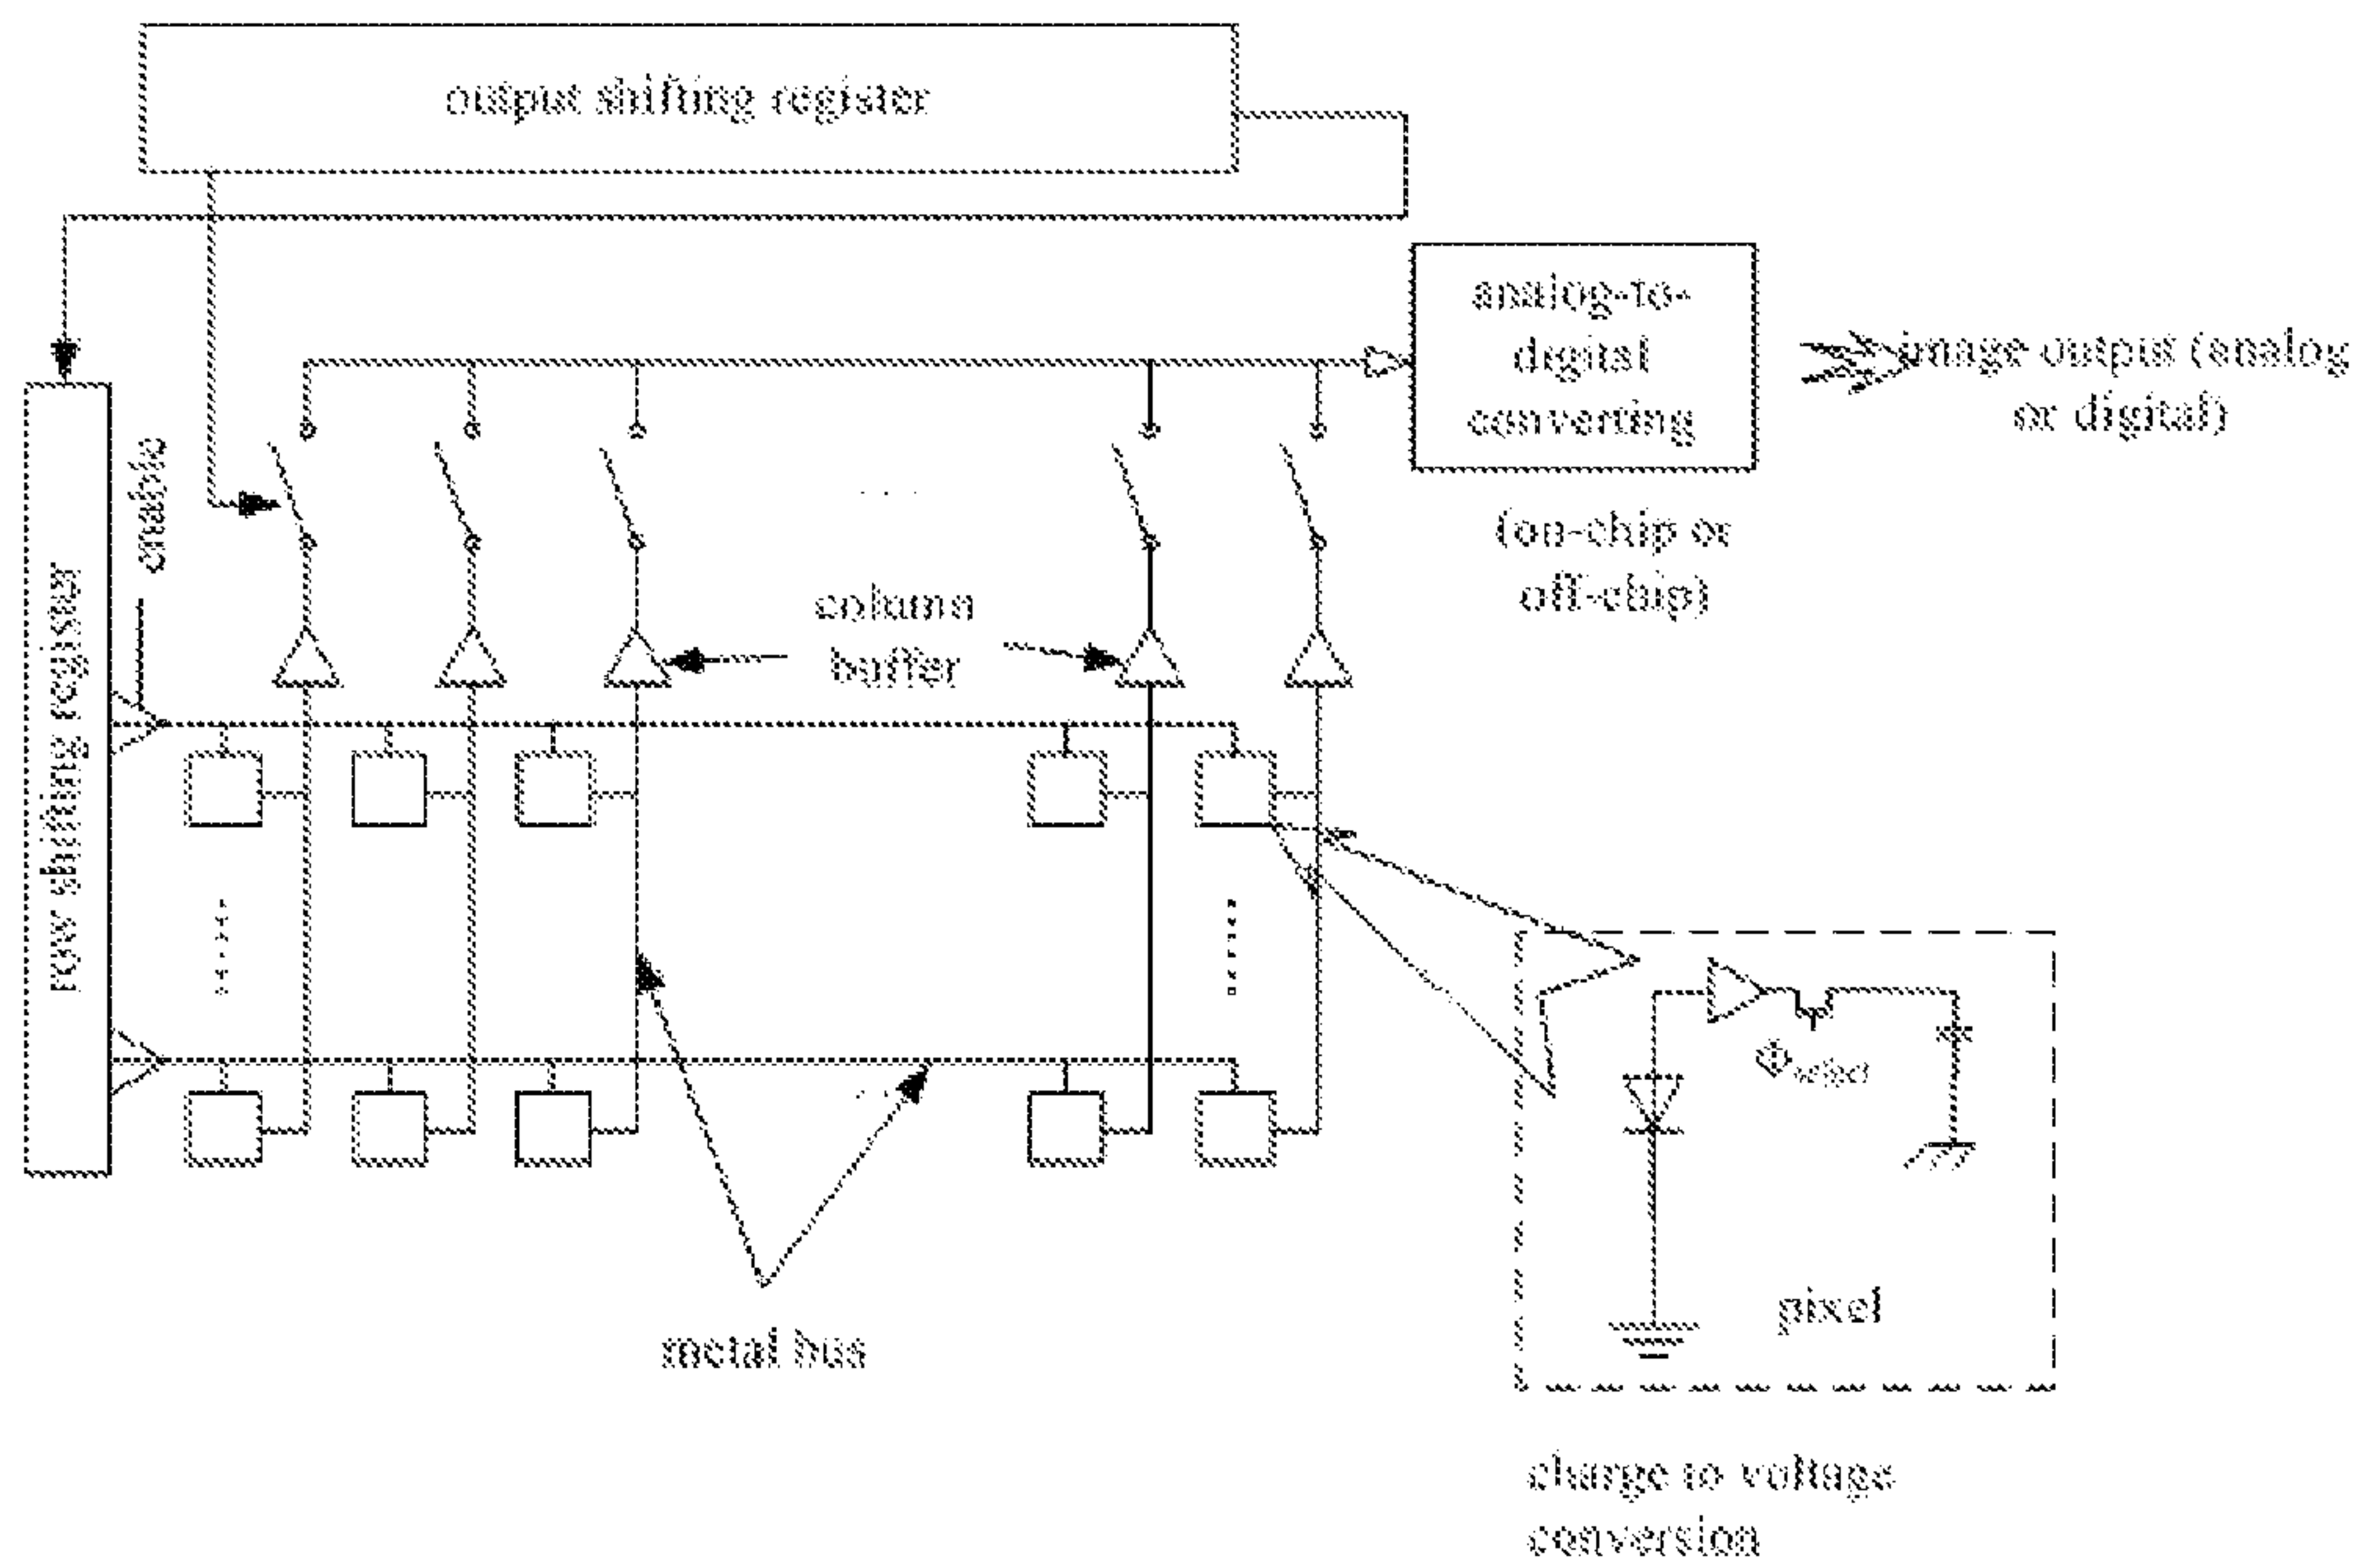 output shifting register
analog-to-
digital
converting
image output (analog
or digital)
enable
(on-chip or
off-chip)
row shifting register
column
buffer
Φselect
pixel
metal bus
charge to voltage
conversion